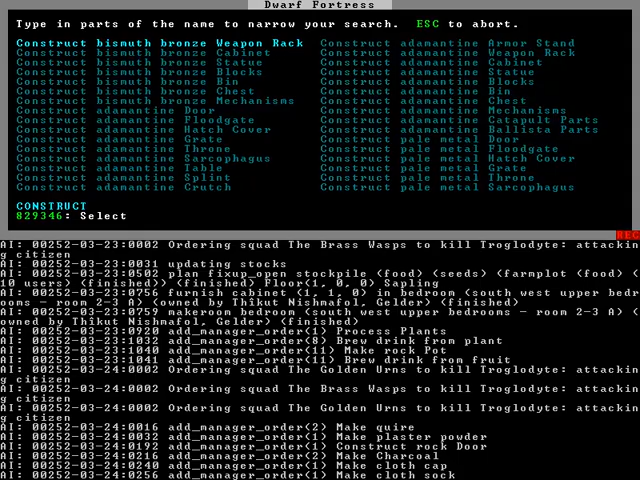 Dwarf Fortress
Type in parts of the name to narrow your search. ESC to abort.
Construct bismuth bronze Weapon Rack Construct adamantine Armor Stand
Construct bismuth bronze Cabinet Construct adamantine Weapon Rack
Construct bismuth bronze Statue Construct adamantine Cabinet
Construct bismuth bronze Blocks Construct adamantine Statue
Construct bismuth bronze Bin Construct adamantine Blocks
Construct bismuth bronze Chest Construct adamantine Bin
Construct bismuth bronze Mechanisms Construct adamantine Chest
Construct adamantine Door Construct adamantine Mechanisms
Construct adamantine Floodgate Construct adamantine Catapult Parts
Construct adamantine Hatch Cover Construct adamantine Ballista Parts
Construct adamantine Grate Construct pale metal Door
Construct adamantine Throne Construct pale metal Floodgate
Construct adamantine Sarcophagus Construct pale metal Hatch Cover
Construct adamantine Table Construct pale metal Grate
Construct adamantine Splint Construct pale metal Throne
Construct adamantine Crutch Construct pale metal Sarcophagus
CONSTRUCT
829346: Select
REC
AI: 00252-03-23:0002 Ordering squad The Brass Wasps to kill Troglodyte: attackin
g citizen
AI: 00252-03-23:0031 updating stocks
AI: 00252-03-23:0502 plan fixup_open stockpile (food) (seeds) (farmplot (food) (
10 users) (finished)) (finished) Floor(1, 0, 0) Sapling
AI: 00252-03-23:0756 furnish cabinet (1, 1, 0) in bedroom (south west upper bedr
ooms - room 2-3 A) (owned by Thîkut Nishmafol, Gelder) (finished)
AI: 00252-03-23:0759 makeroom bedroom (south west upper bedrooms - room 2-3 A) (
owned by Thîkut Nishmafol, Gelder) (finished)
AI: 00252-03-23:0920 add_manager_order(1) Process Plants
AI: 00252-03-23:1032 add_manager_order(8) Brew drink from plant
AI: 00252-03-23:1040 add_manager_order(11) Make rock Pot
AI: 00252-03-23:1041 add_manager_order(11) Brew drink from fruit
AI: 00252-03-24:0002 Ordering squad The Golden Urns to kill Troglodyte: attackin
g citizen
AI: 00252-03-24:0002 Ordering squad The Brass Wasps to kill Troglodyte: attackin
g citizen
AI: 00252-03-24:0002 Ordering squad The Golden Urns to kill Troglodyte: attackin
g citizen
AI: 00252-03-24:0016 add_manager_order(2) Make quire
AI: 00252-03-24:0032 add_manager_order(1) Make plaster powder
AI: 00252-03-24:0192 add_manager_order(1) Construct rock Door
AI: 00252-03-24:0216 add_manager_order(2) Make Charcoal
AI: 00252-03-24:0240 add_manager_order(1) Make cloth cap
AI: 00252-03-24:0256 add_manager_order(1) Make cloth sock